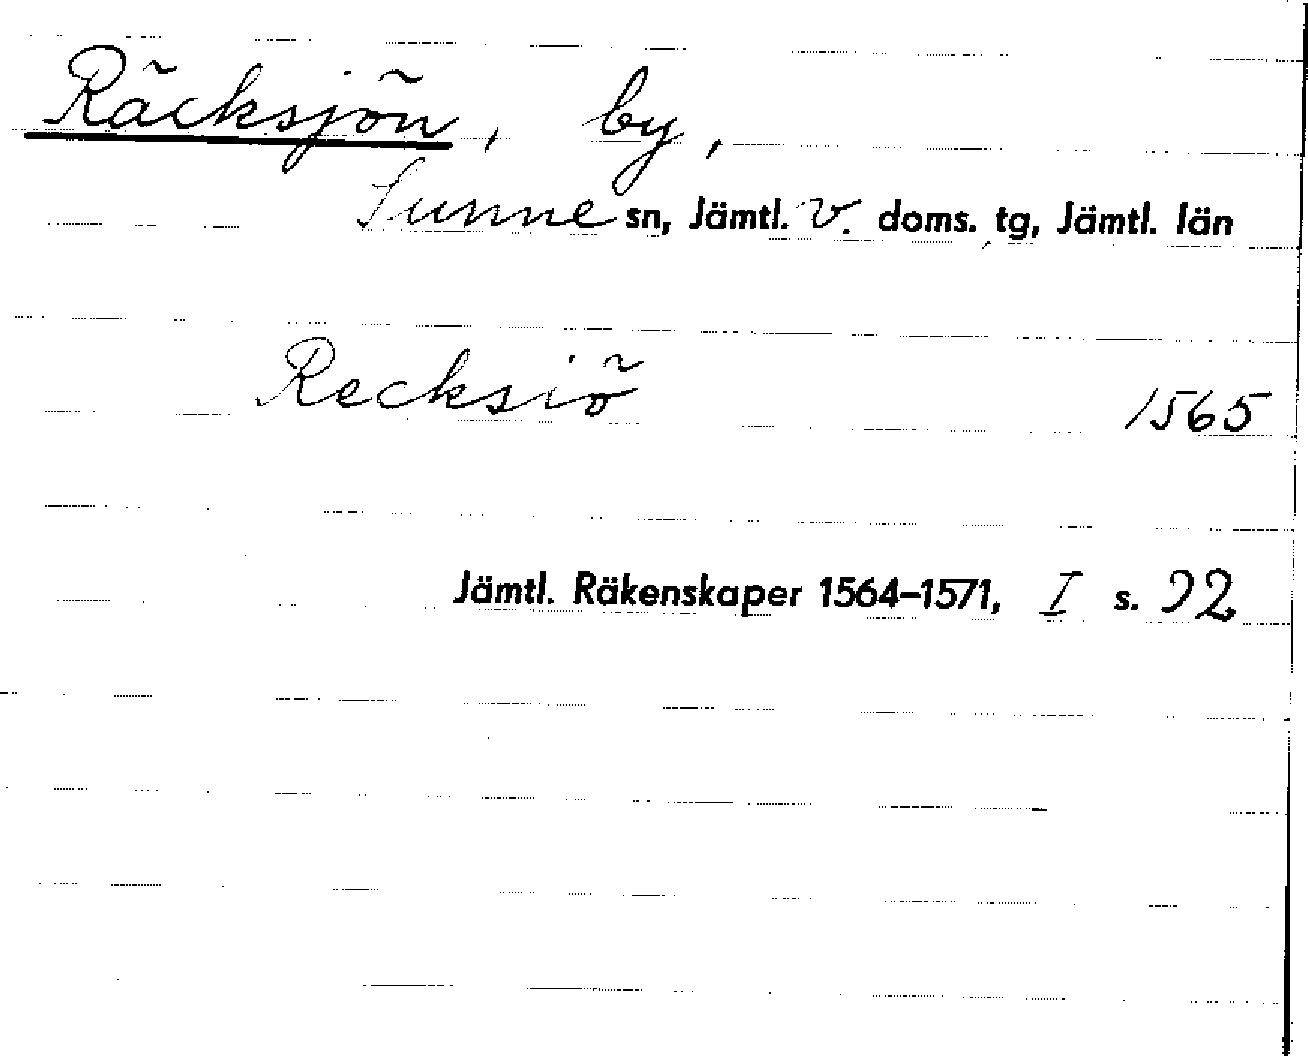 Räcksjön, by,
Sunne sn, Jämtl. v. doms. tg, Jämtl. län
Recksiö 1565
Jämtl. Räkenskaper 1564–1571, I s. 92